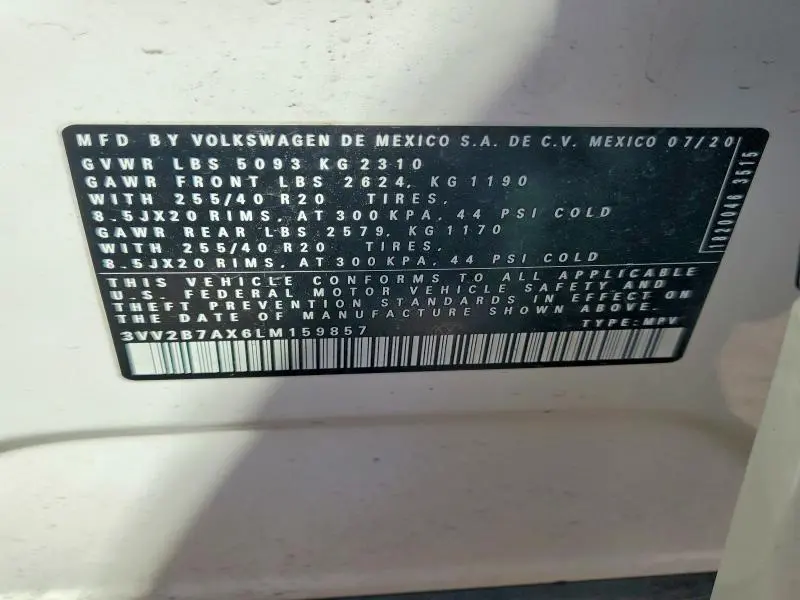 MFD BY VOLKSWAGEN DE MEXICO S.A. DE C.V. MEXICO 07/20
GVWR LBS 5093 KG 2310
GAWR FRONT LBS 2624, KG 1190
WITH 255/40 R20 TIRES,
8.5JX20 RIMS, AT 300 KPA, 44 PSI COLD
GAWR REAR LBS 2579, KG 1170
WITH 255/40 R20 TIRES,
8.5JX20 RIMS, AT 300 KPA, 44 PSI COLD
THIS VEHICLE CONFORMS TO ALL APPLICABLE
U.S. FEDERAL MOTOR VEHICLE SAFETY AND
THEFT PREVENTION STANDARDS IN EFFECT ON
THE DATE OF MANUFACTURE SHOWN ABOVE.
3VV2B7AX6LM159857 TYPE: MPV
1820046 3515